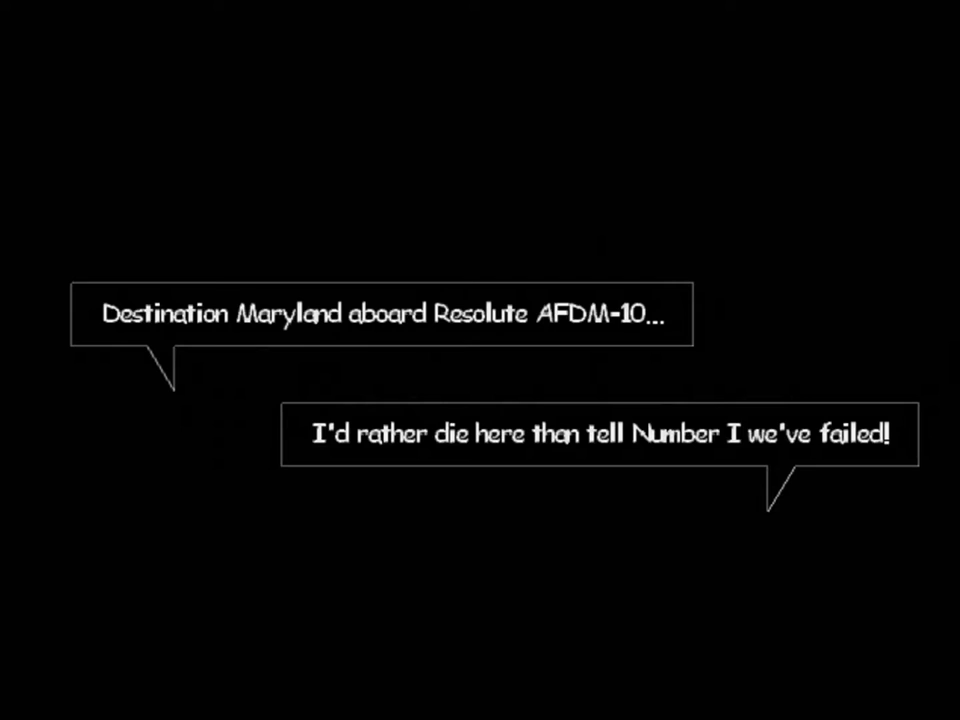 Destination Maryland aboard Resolute AFDM-10...
I'd rather die here than tell Number I we've failed!